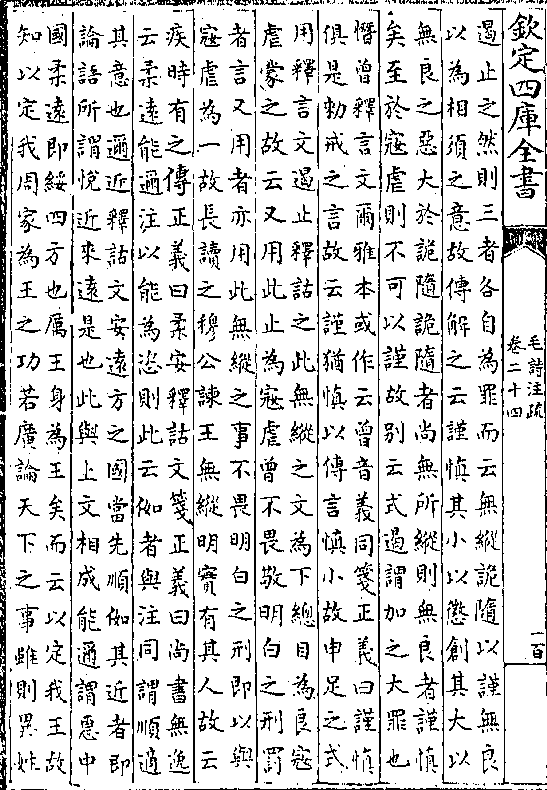 欽定四庫全書
毛詩注疏
卷二十四
一百
遏止之然則三者各自為罪而云無縱詭隨以謹無良
以為相須之意故傳解之云謹慎其小以懲創其大以
無良之惡大於詭隨詭隨者尚無所縱則無良者謹慎
矣至於寇虐則不可以謹故別云式遏謂加之大罪也
憯曾釋言文爾雅本或作云曾音義同箋正義曰謹慎
俱是勅戒之言故云謹猶慎以傳言慎小故申足之式
用釋言文遏止釋詁文此無縱之文為下總目為良寇
虐蒙之故云又用此止為寇虐曾不畏敬明白之刑罰
者言又用者亦用此無縱之事不畏明白之刑即以與
寇虐為一故長讀之穆公諫王無縱明實有其人故云
疾時有之傳正義曰柔安釋詁文箋正義曰尚書無逸
云柔遠能邇注以能為恣則此云伽者與注同謂順適
其意也邇近釋詁文安遠方之國當先順伽其近者即
論語所謂悅近來遠是也此與上文相成能邇謂惠中
國柔遠即綏四方也厲王身為王矣而云以定我王故
知以定我周家為王之功若廣論天下之事雖則異姓